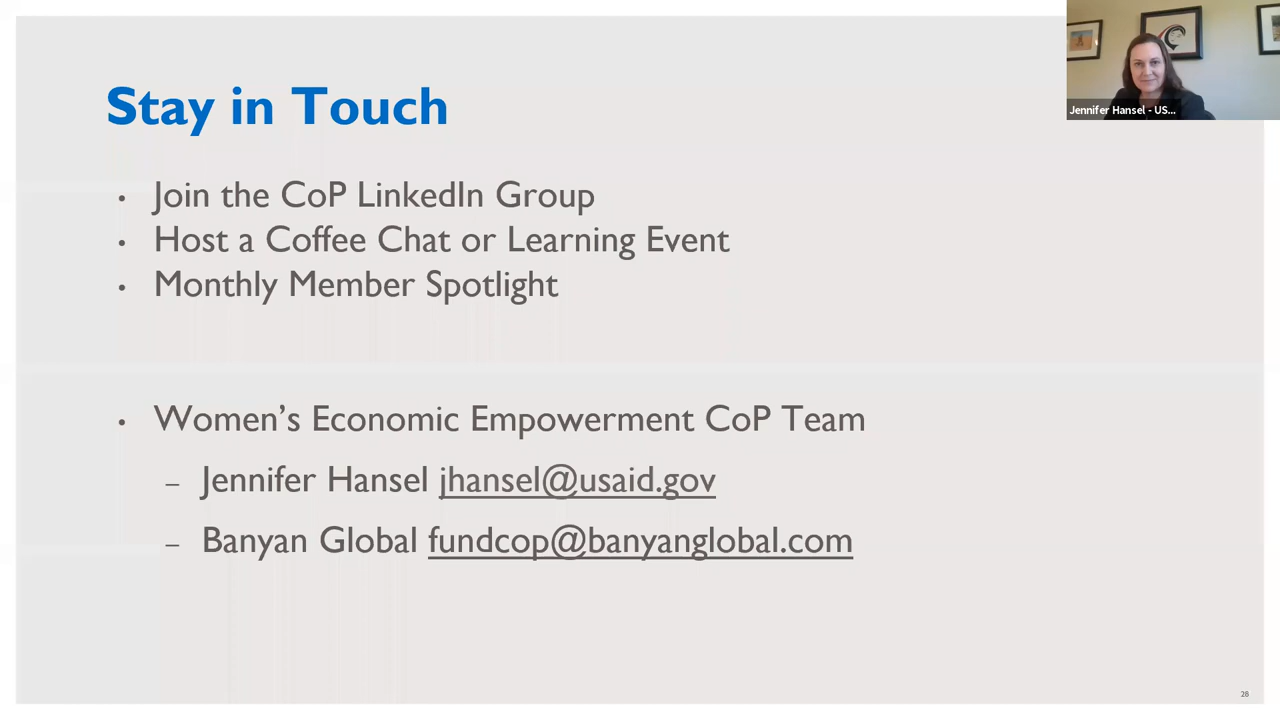 Jennifer Hansel - US...
Stay in Touch
• Join the CoP LinkedIn Group
• Host a Coffee Chat or Learning Event
• Monthly Member Spotlight
• Women’s Economic Empowerment CoP Team
– Jennifer Hansel jhansel@usaid.gov
– Banyan Global fundcop@banyanglobal.com
28